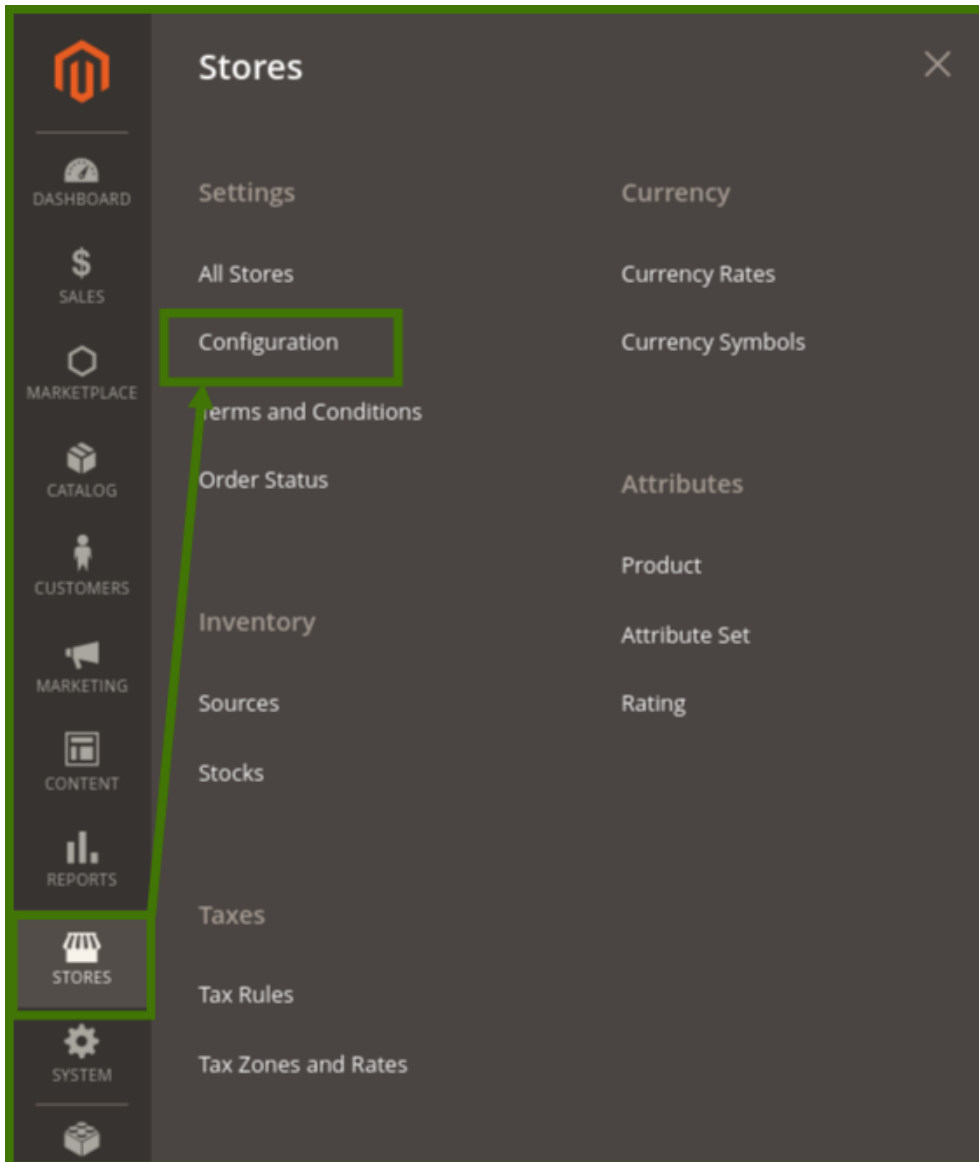 Stores
DASHBOARD
SALES
MARKETPLACE
CATALOG
CUSTOMERS
MARKETING
CONTENT
REPORTS
STORES
SYSTEM
Settings
All Stores
Configuration
Terms and Conditions
Order Status
Inventory
Sources
Stocks
Taxes
Tax Rules
Tax Zones and Rates
Currency
Currency Rates
Currency Symbols
Attributes
Product
Attribute Set
Rating